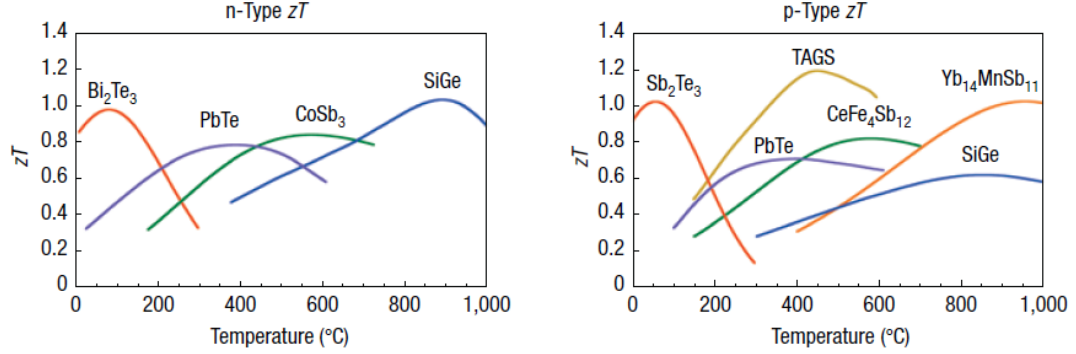 n-Type zT
1.4
1.2
1.0
0.8
0.6
0.4
0.2
0
zT
Bi₂Te₃
PbTe
CoSb₃
SiGe
0 200 400 600 800 1,000
Temperature (°C)
p-Type zT
1.4
1.2
1.0
0.8
0.6
0.4
0.2
0
zT
Sb₂Te₃
TAGS
PbTe
CeFe₄Sb₁₂
Yb₁₄MnSb₁₁
SiGe
0 200 400 600 800 1,000
Temperature (°C)